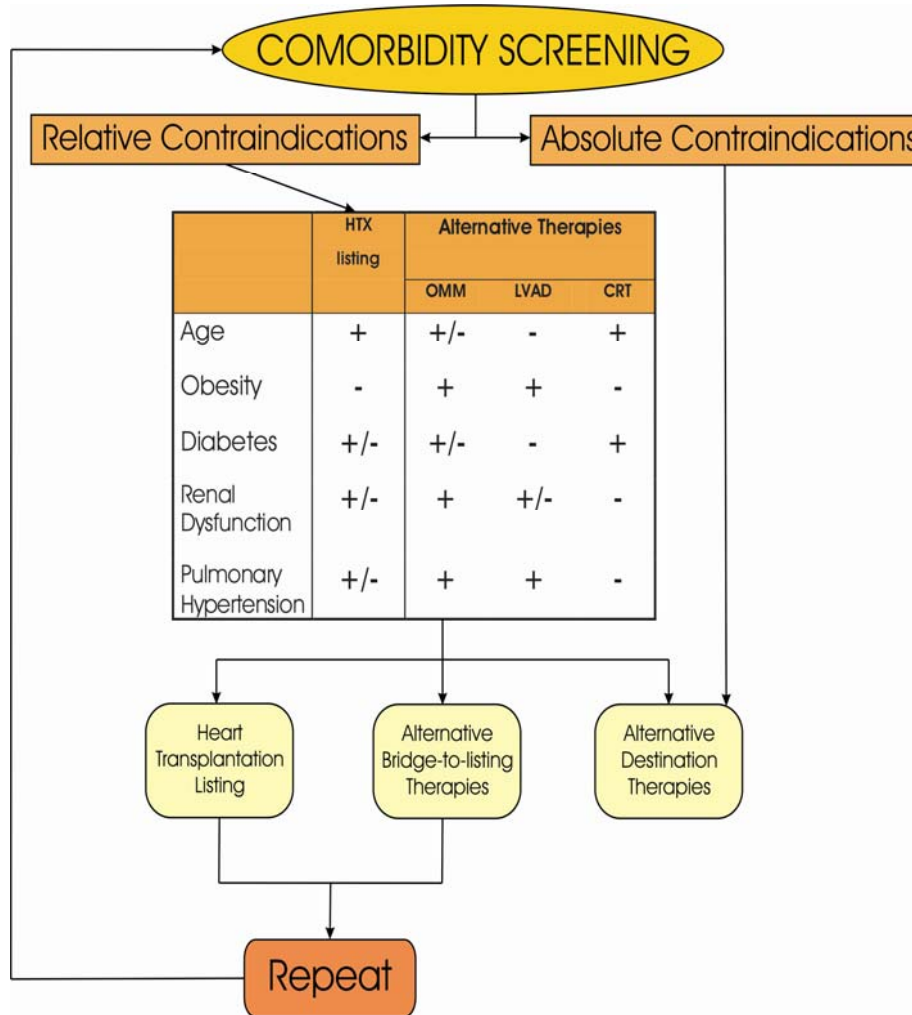 COMORBIDITY SCREENING
Relative Contraindications
Absolute Contraindications
HTX
listing
Alternative Therapies
OMM LVAD CRT
Age + +/- - +
Obesity - + + -
Diabetes +/- +/- - +
Renal
Dysfunction +/- + +/- -
Pulmonary
Hypertension +/- + + -
Heart
Transplantation
Listing
Alternative
Bridge-to-listing
Therapies
Alternative
Destination
Therapies
Repeat